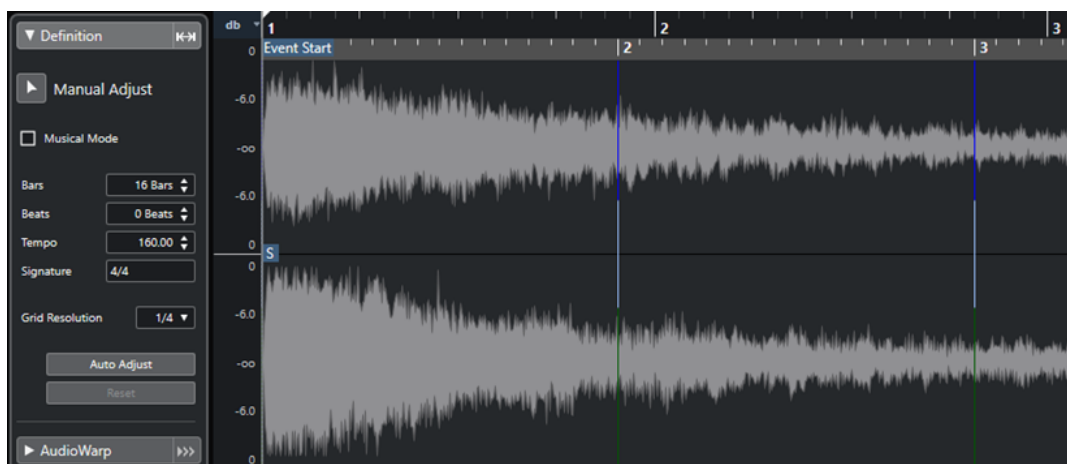 Definition
Manual Adjust
Musical Mode
Bars 16 Bars
Beats 0 Beats
Tempo 160.00
Signature 4/4
Grid Resolution 1/4
Auto Adjust
Reset
AudioWarp
db 1 2 3
0 Event Start 2 3
-6.0
-oo
-6.0
0
S
0
-6.0
-oo
-6.0
0